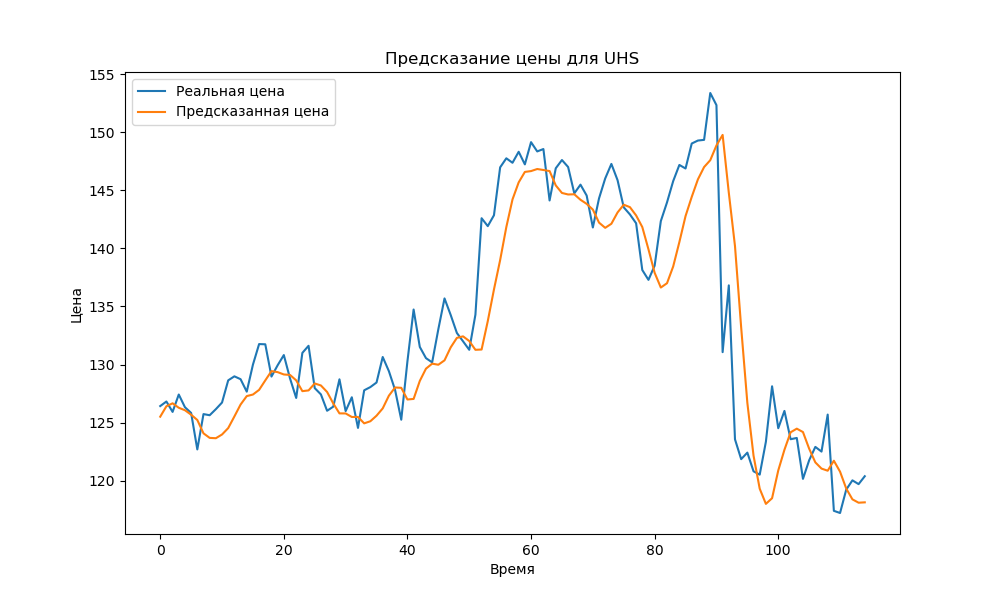 Предсказание цены для UHS
Реальная цена
Предсказанная цена
155
150
145
140
135
130
125
120
Цена
0 20 40 60 80 100
Время